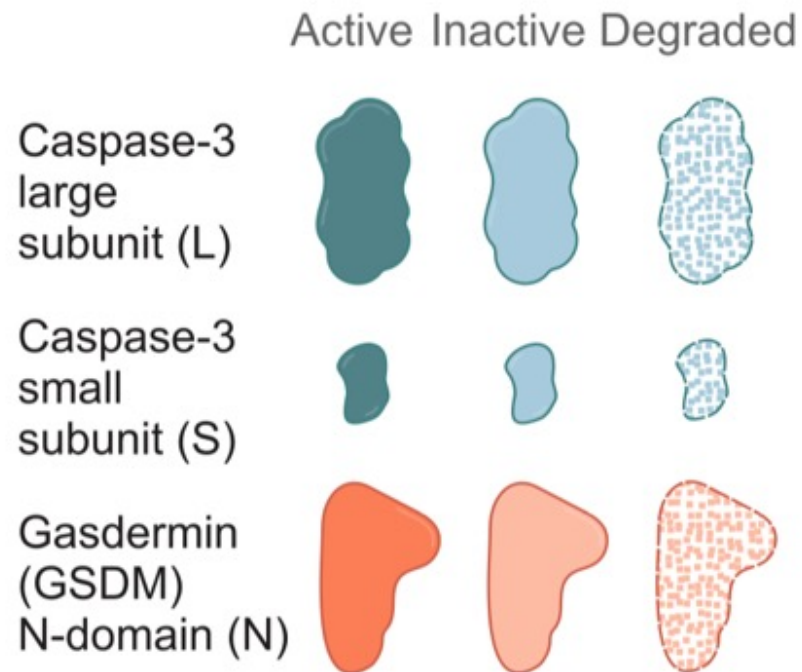 Active Inactive Degraded
Caspase-3
large
subunit (L)
Caspase-3
small
subunit (S)
Gasdermin
(GSDM)
N-domain (N)